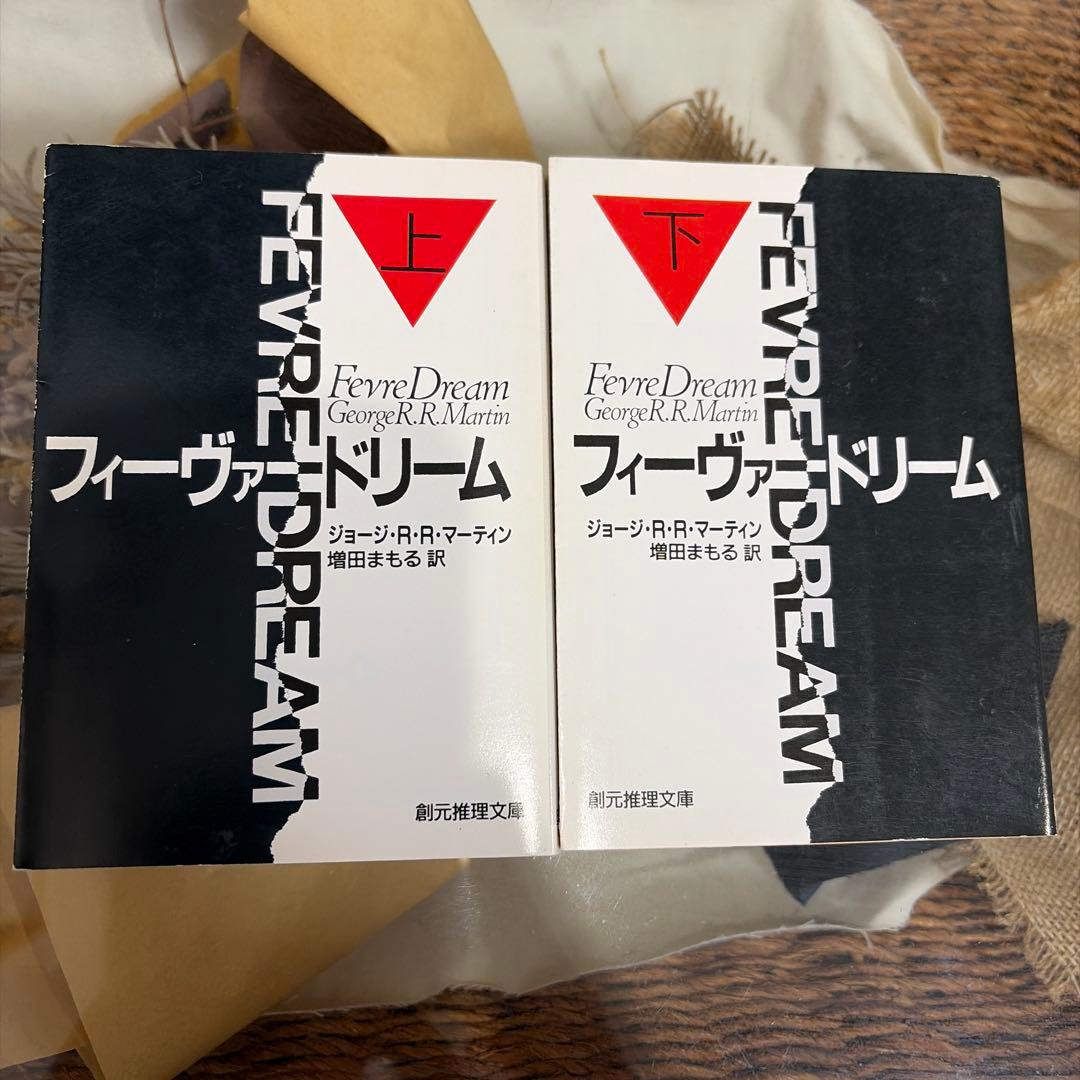 上
FEVRE DREAM
Fevre Dream
George R.R. Martin
フィーヴァードリーム
ジョージ・R・R・マーティン
増田まもる 訳
創元推理文庫
下
FEVRE DREAM
Fevre Dream
George R.R. Martin
フィーヴァードリーム
ジョージ・R・R・マーティン
増田まもる 訳
創元推理文庫